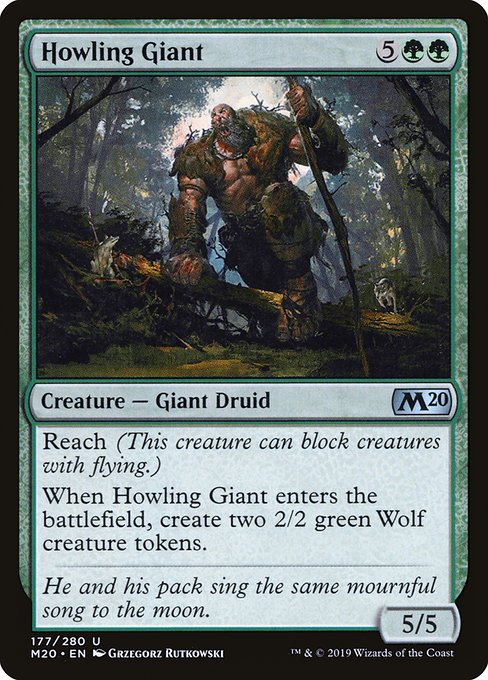 Howling Giant 5
Creature — Giant Druid M20
Reach (This creature can block creatures
with flying.)
When Howling Giant enters the
battlefield, create two 2/2 green Wolf
creature tokens.
He and his pack sing the same mournful
song to the moon.
5/5
177/280 U
M20 • EN Grzegorz Rutkowski
™ & © 2019 Wizards of the Coast